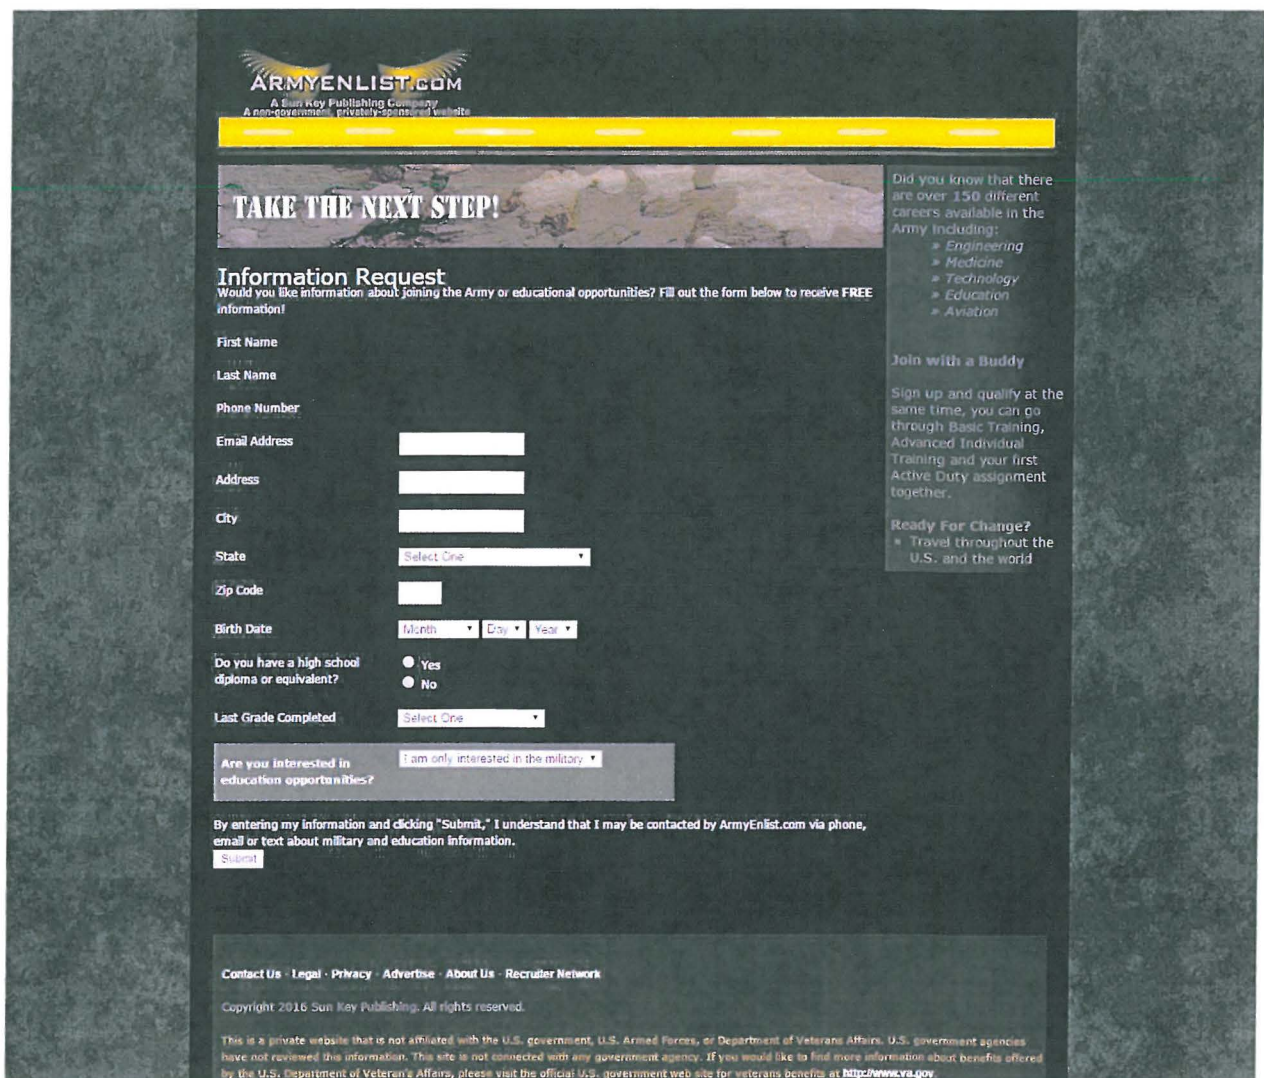 ARMYENLIST.COM
A Sun Key Publishing Company
A non-government, privately-sponsored website
TAKE THE NEXT STEP!
Information Request
Would you like information about joining the Army or educational opportunities? Fill out the form below to receive FREE
information!
First Name
Last Name
Phone Number
Email Address
Address
City
State
Select One
Zip Code
Birth Date
Month
Day
Year
Do you have a high school
diploma or equivalent?
Yes
No
Last Grade Completed
Select One
Are you interested in
education opportunities?
I am only interested in the military
By entering my information and clicking "Submit," I understand that I may be contacted by ArmyEnlist.com via phone,
email or text about military and education information.
Submit
Did you know that there
are over 150 different
careers available in the
Army Including:
» Engineering
» Medicine
» Technology
» Education
» Aviation
Join with a Buddy
Sign up and qualify at the
same time, you can go
through Basic Training,
Advanced Individual
Training and your first
Active Duty assignment
together.
Ready For Change?
» Travel throughout the
U.S. and the world
Contact Us - Legal - Privacy - Advertise - About Us - Recruiter Network
Copyright 2016 Sun Key Publishing. All rights reserved.
This is a private website that is not affiliated with the U.S. government, U.S. Armed Forces, or Department of Veterans Affairs. U.S. government agencies
have not reviewed this information. This site is not connected with any government agency. If you would like to find more information about benefits offered
by the U.S. Department of Veteran's Affairs, please visit the official U.S. government web site for veterans benefits at http://www.va.gov.